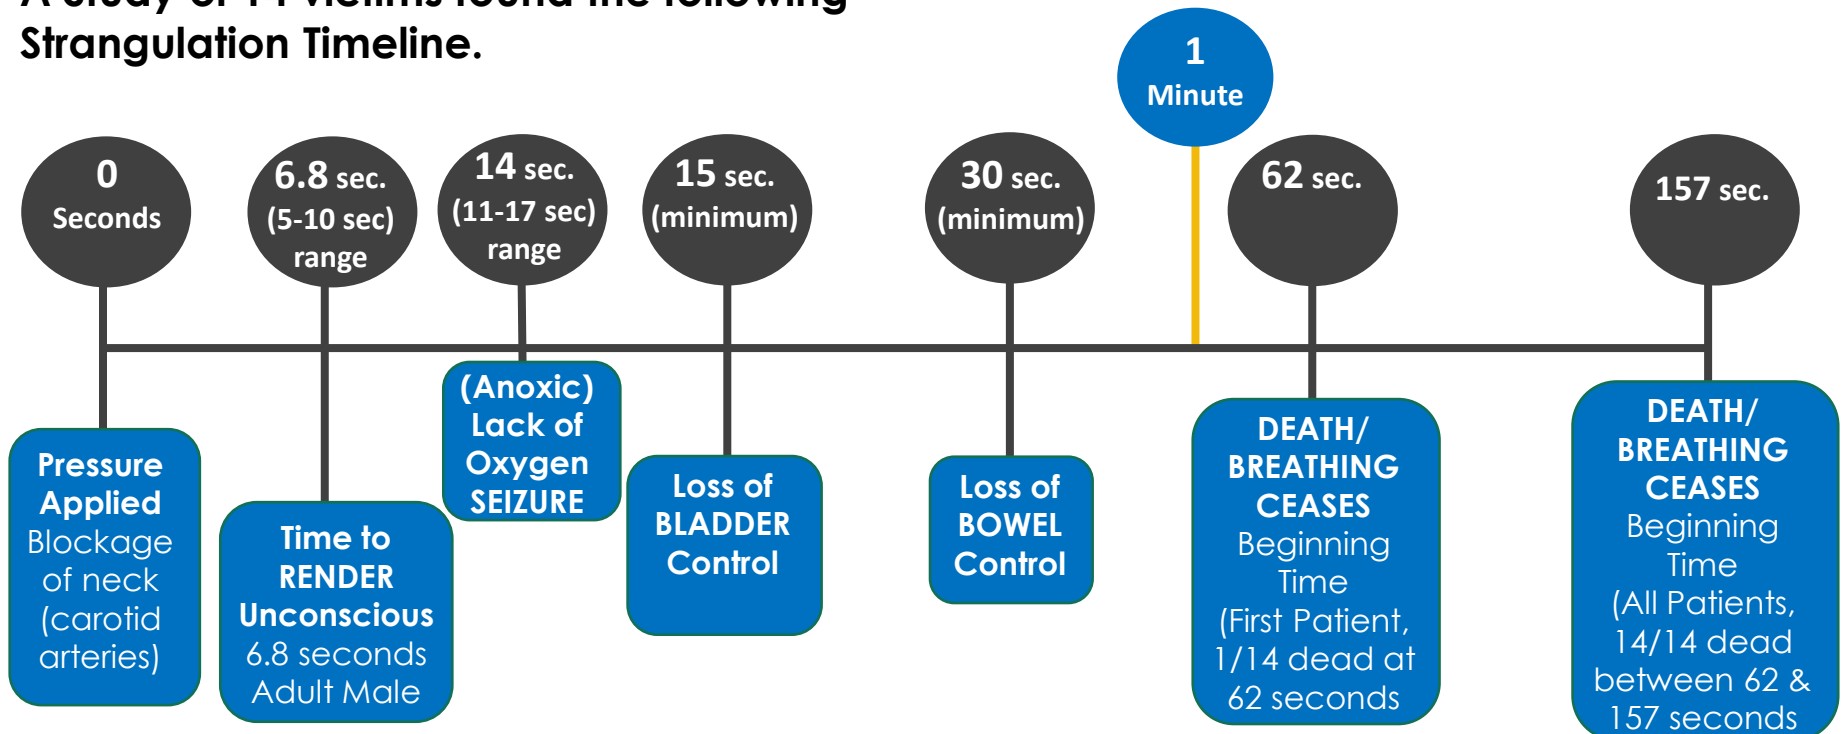 Strangulation Timeline.
1
Minute
0
Seconds
6.8 sec.
(5-10 sec)
range
14 sec.
(11-17 sec)
range
15 sec.
(minimum)
30 sec.
(minimum)
62 sec.
157 sec.
Pressure
Applied
Blockage
of neck
(carotid
arteries)
Time to
RENDER
Unconscious
6.8 seconds
Adult Male
(Anoxic)
Lack of
Oxygen
SEIZURE
Loss of
BLADDER
Control
Loss of
BOWEL
Control
DEATH/
BREATHING
CEASES
Beginning
Time
(First Patient,
1/14 dead at
62 seconds
DEATH/
BREATHING
CEASES
Beginning
Time
(All Patients,
14/14 dead
between 62 &
157 seconds